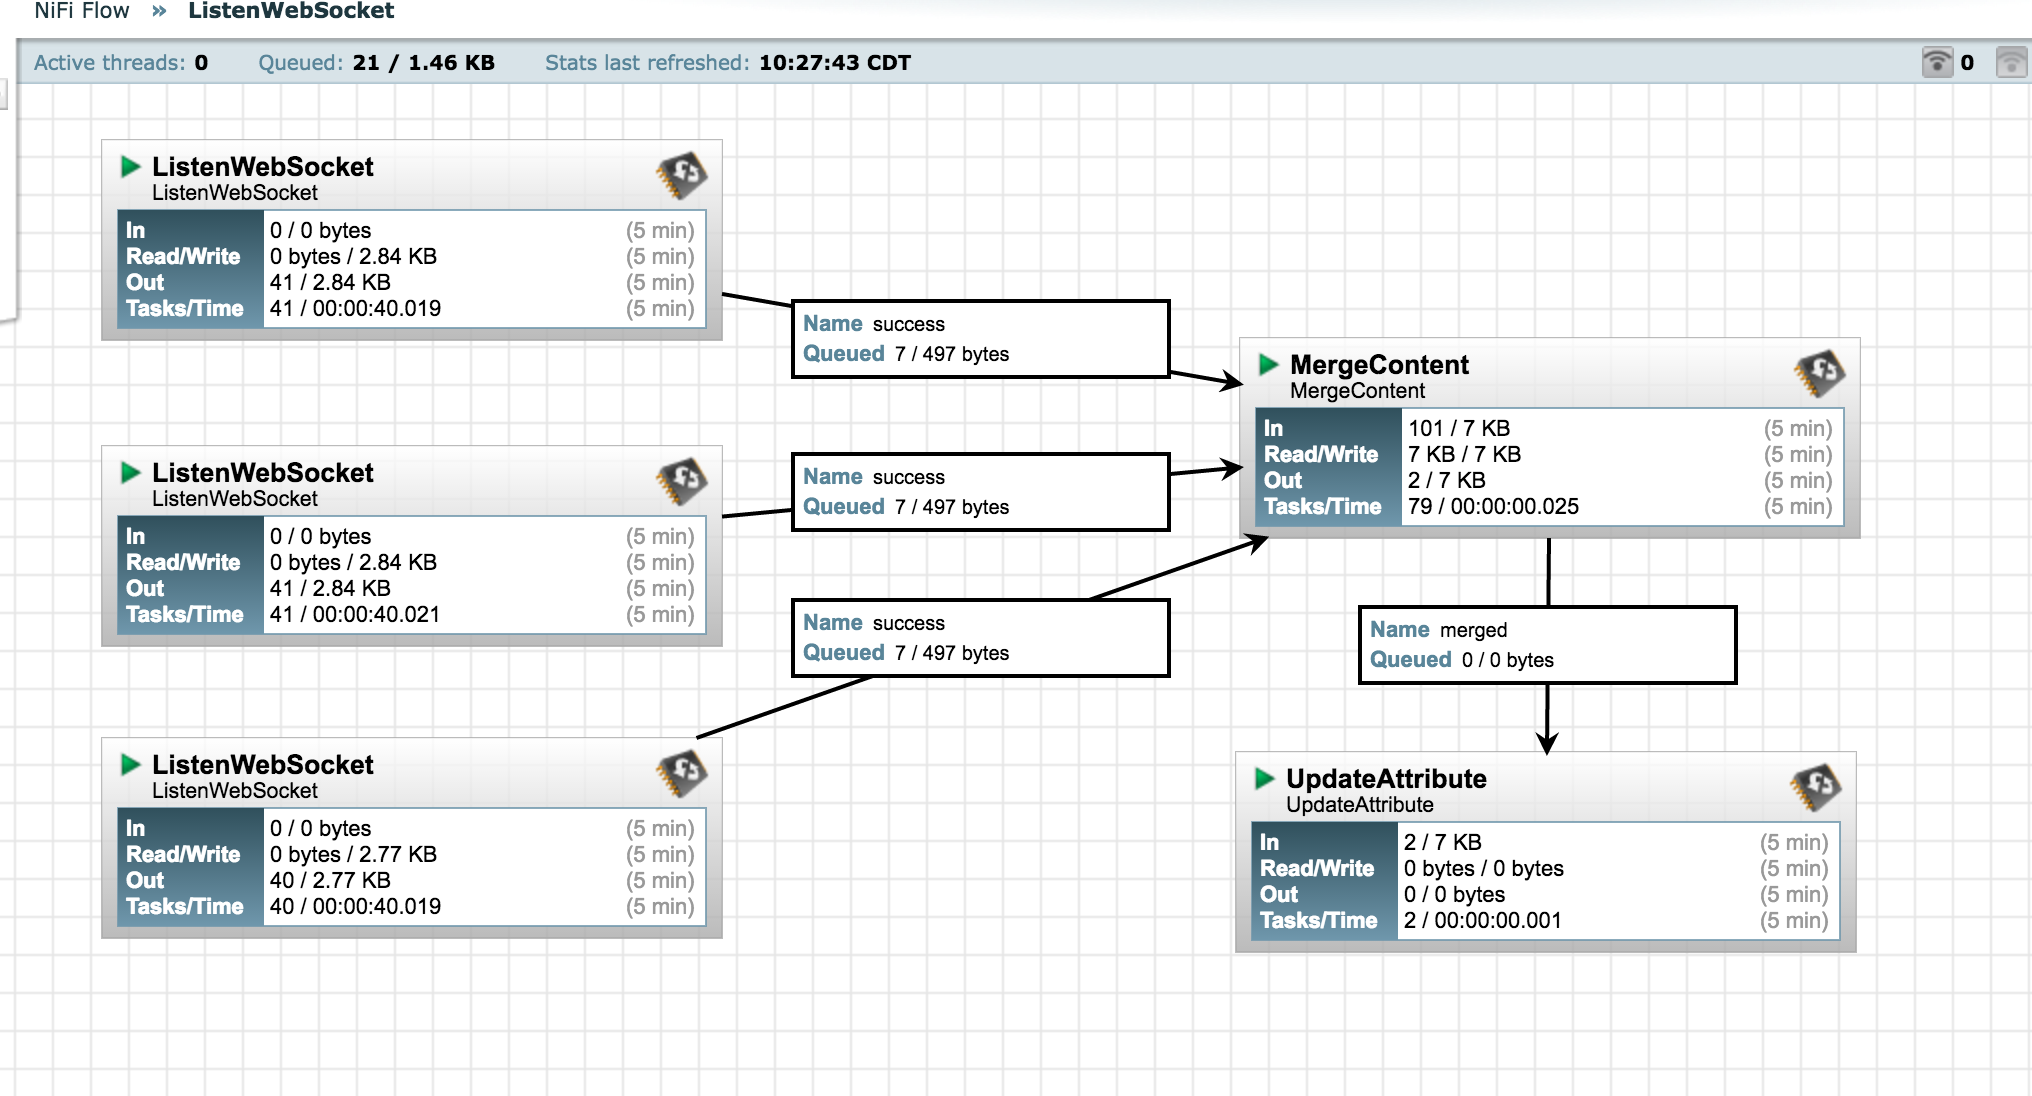 NiFi Flow » ListenWebSocket
Active threads: 0 Queued: 21 / 1.46 KB Stats last refreshed: 10:27:43 CDT 0
ListenWebSocket
ListenWebSocket
In 0 / 0 bytes (5 min)
Read/Write 0 bytes / 2.84 KB (5 min)
Out 41 / 2.84 KB (5 min)
Tasks/Time 41 / 00:00:40.019 (5 min)
Name success
Queued 7 / 497 bytes
ListenWebSocket
ListenWebSocket
In 0 / 0 bytes (5 min)
Read/Write 0 bytes / 2.84 KB (5 min)
Out 41 / 2.84 KB (5 min)
Tasks/Time 41 / 00:00:40.021 (5 min)
Name success
Queued 7 / 497 bytes
ListenWebSocket
ListenWebSocket
In 0 / 0 bytes (5 min)
Read/Write 0 bytes / 2.77 KB (5 min)
Out 40 / 2.77 KB (5 min)
Tasks/Time 40 / 00:00:40.019 (5 min)
Name success
Queued 7 / 497 bytes
MergeContent
MergeContent
In 101 / 7 KB (5 min)
Read/Write 7 KB / 7 KB (5 min)
Out 2 / 7 KB (5 min)
Tasks/Time 79 / 00:00:00.025 (5 min)
Name merged
Queued 0 / 0 bytes
UpdateAttribute
UpdateAttribute
In 2 / 7 KB (5 min)
Read/Write 0 bytes / 0 bytes (5 min)
Out 0 / 0 bytes (5 min)
Tasks/Time 2 / 00:00:00.001 (5 min)